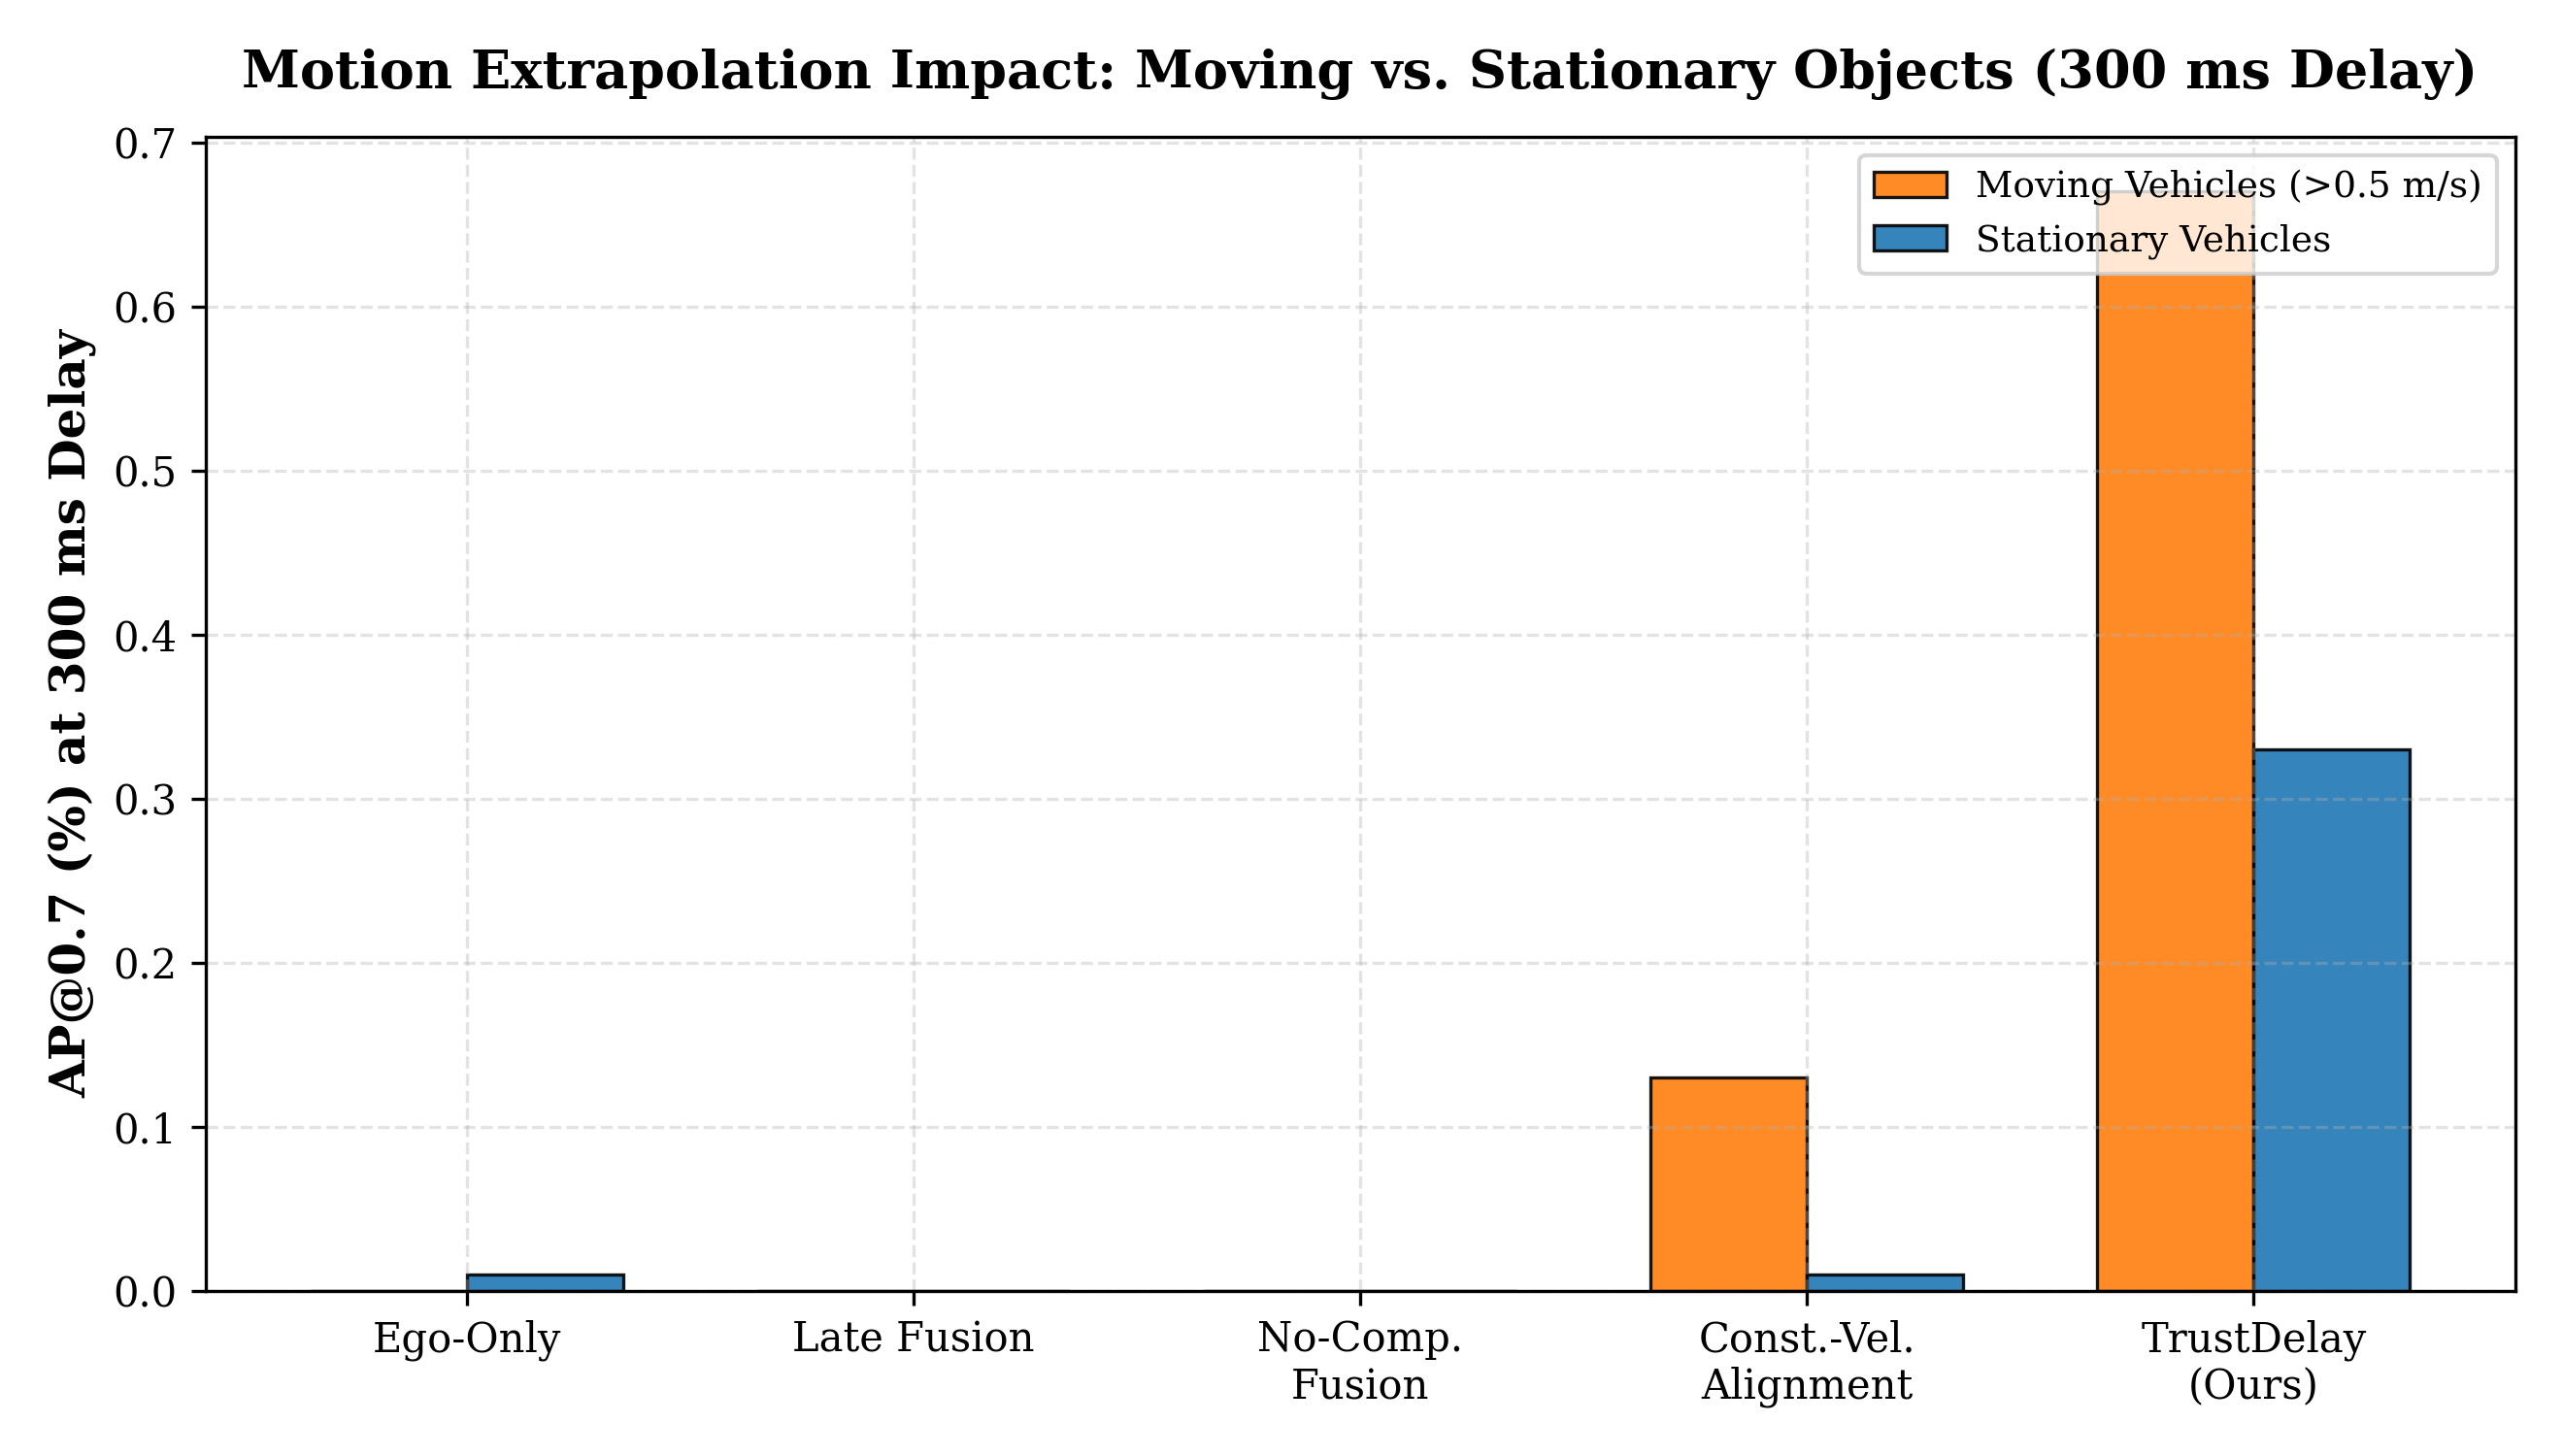 Motion Extrapolation Impact: Moving vs. Stationary Objects (300 ms Delay)
AP@0.7 (%) at 300 ms Delay
0.7
0.6
0.5
0.4
0.3
0.2
0.1
0.0
Moving Vehicles (>0.5 m/s)
Stationary Vehicles
Ego-Only
Late Fusion
No-Comp.
Fusion
Const.-Vel.
Alignment
TrustDelay
(Ours)